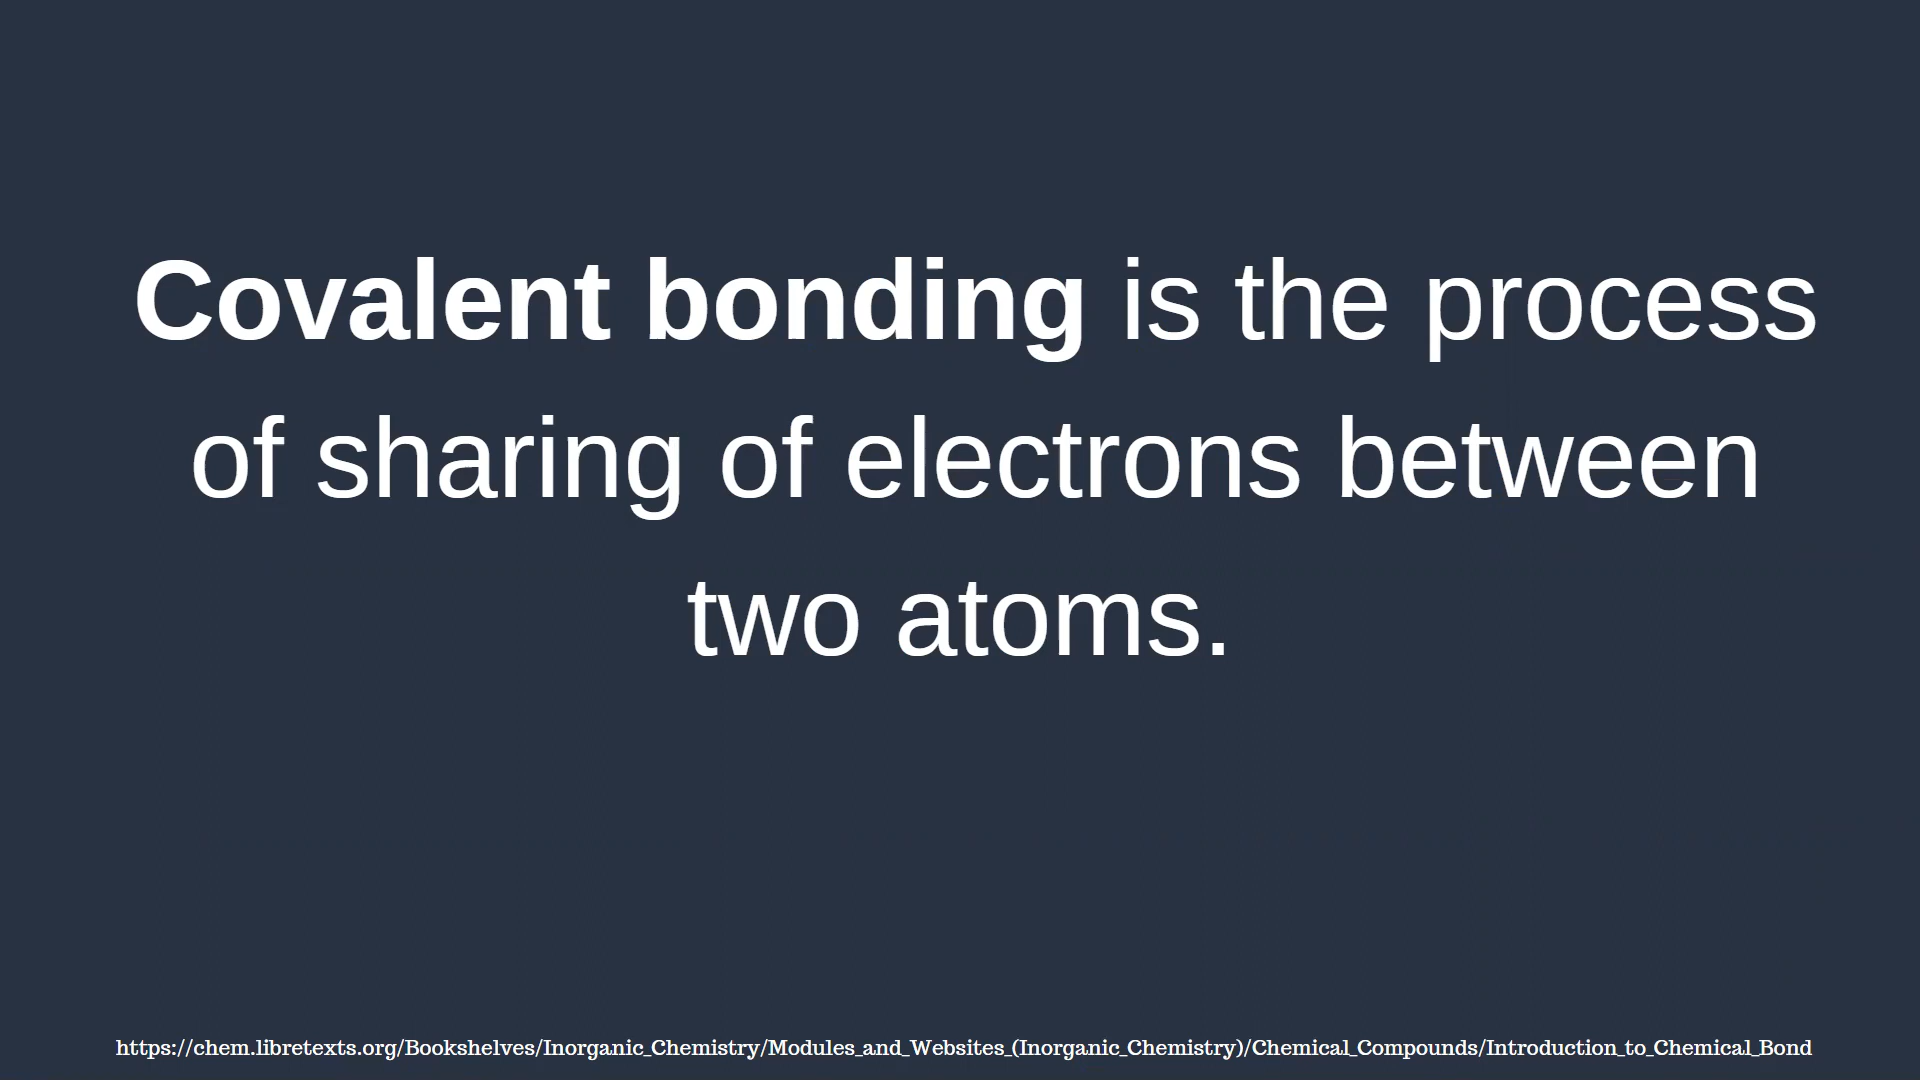 Covalent bonding is the process
of sharing of electrons between
two atoms.
https://chem.libretexts.org/Bookshelves/Inorganic_Chemistry/Modules_and_Websites_(Inorganic_Chemistry)/Chemical_Compounds/Introduction_to_Chemical_Bond